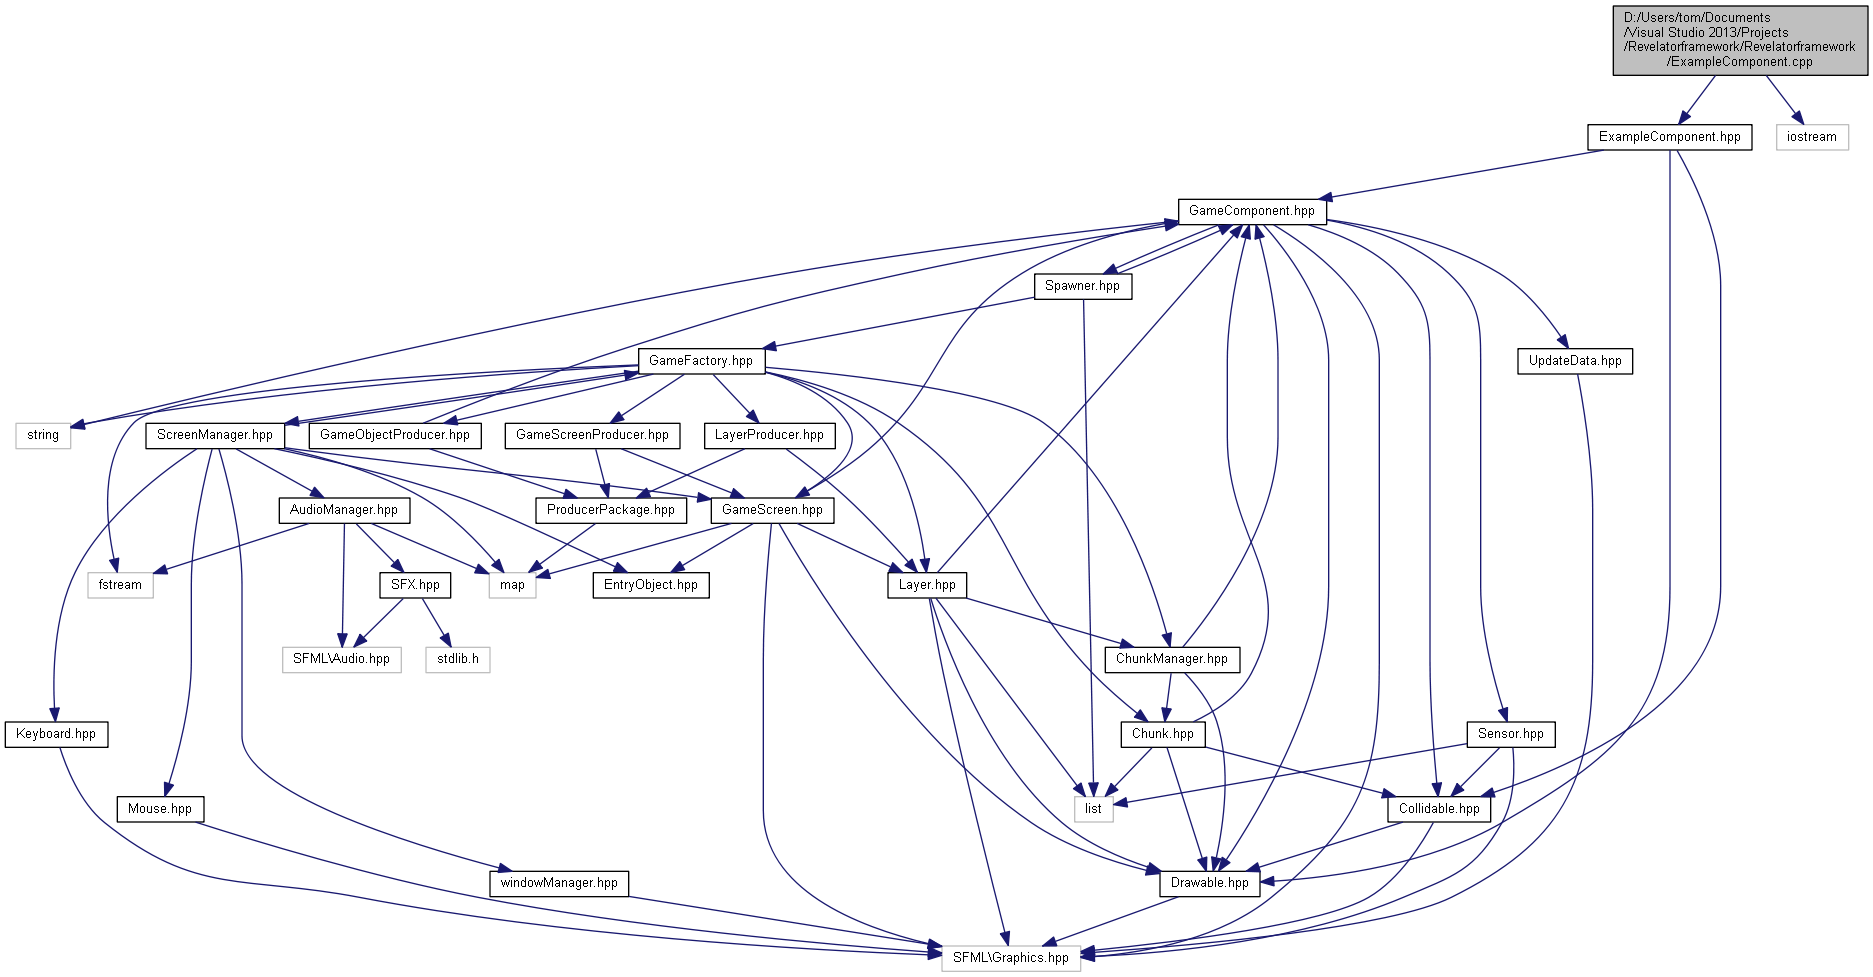 D:/Users/tom/Documents
/Visual Studio 2013/Projects
/Revelatorframework/Revelatorframework
/ExampleComponent.cpp
ExampleComponent.hpp
iostream
GameComponent.hpp
Spawner.hpp
GameFactory.hpp
UpdateData.hpp
string
ScreenManager.hpp
GameObjectProducer.hpp
GameScreenProducer.hpp
LayerProducer.hpp
AudioManager.hpp
ProducerPackage.hpp
GameScreen.hpp
fstream
SFX.hpp
map
EntryObject.hpp
Layer.hpp
SFML\Audio.hpp
stdlib.h
ChunkManager.hpp
Keyboard.hpp
Chunk.hpp
Sensor.hpp
Mouse.hpp
list
Collidable.hpp
windowManager.hpp
Drawable.hpp
SFML\Graphics.hpp